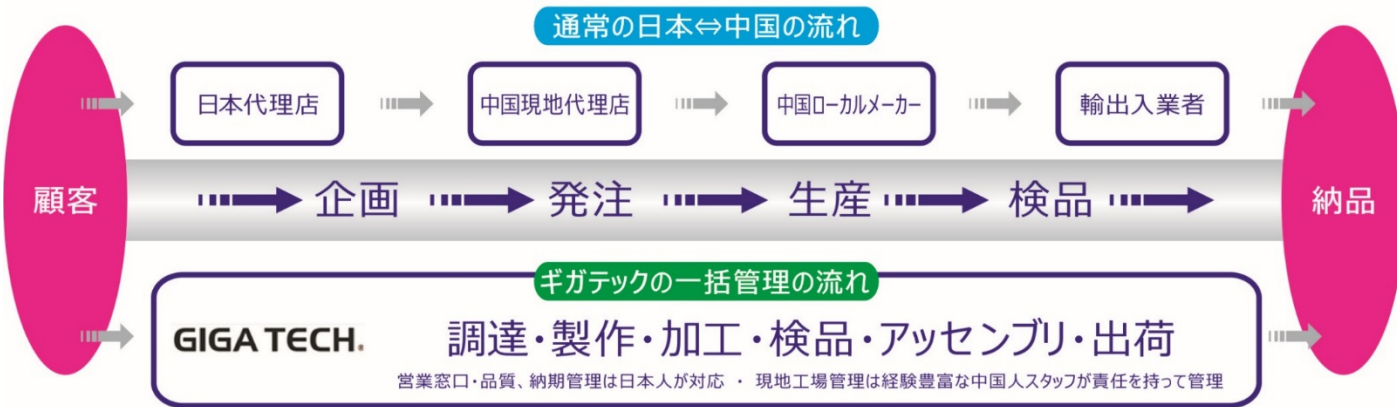 通常の日本⇔中国の流れ
日本代理店
中国現地代理店
中国ローカルメーカー
輸出入業者
顧客
企画
発注
生産
検品
納品
ギガテックの一括管理の流れ
GIGA TECH.
調達・製作・加工・検品・アッセンブリ・出荷
営業窓口・品質、納期管理は日本人が対応 ・ 現地工場管理は経験豊富な中国人スタッフが責任を持って管理